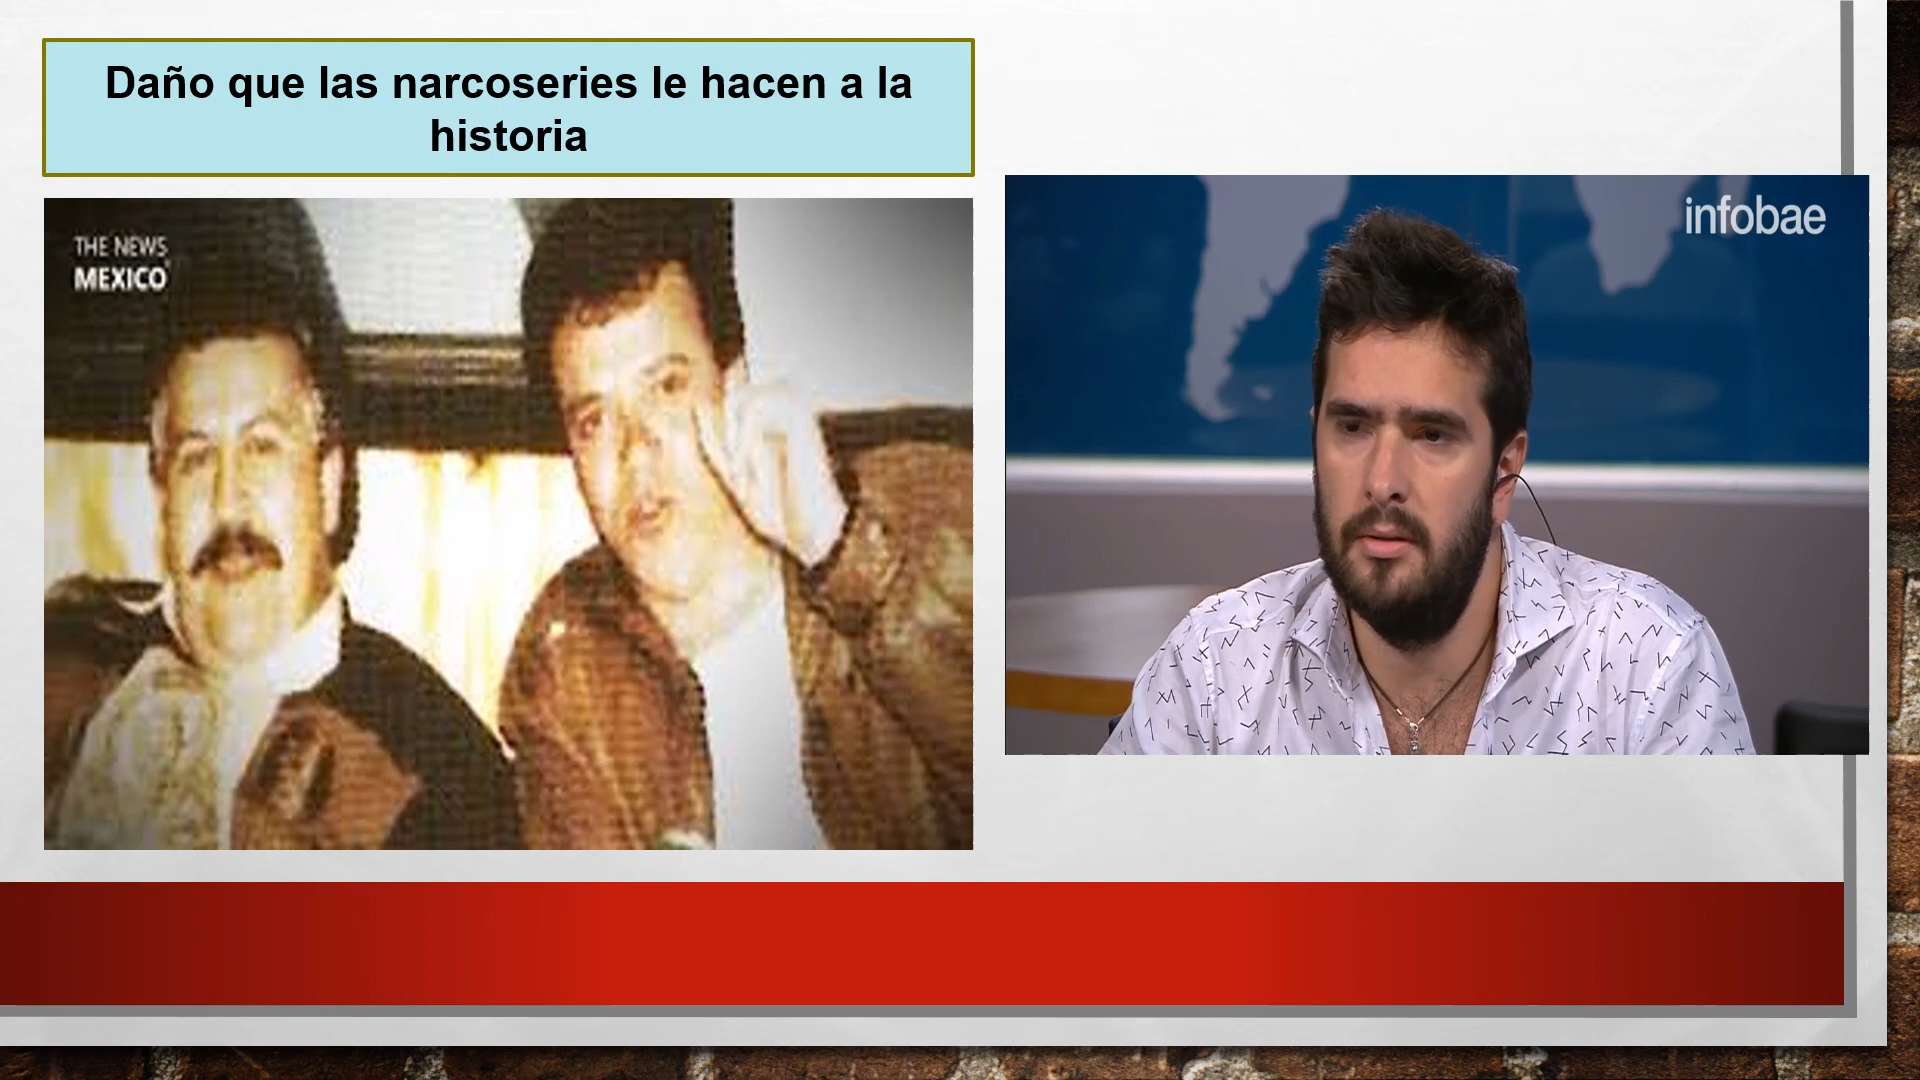 Daño que las narcoseries le hacen a la
historia
THE NEWS
MEXICO
infobae